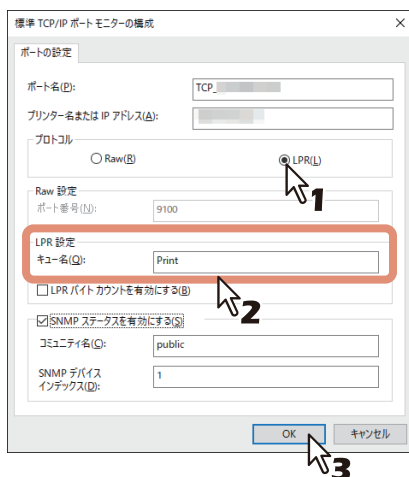 標準 TCP/IP ポート モニターの構成
ポートの設定
ポート名(P):
TCP_
プリンター名または IP アドレス(A):
プロトコル
Raw(R)
LPR(L)
1
Raw 設定
ポート番号(N):
9100
LPR 設定
キュー名(Q):
Print
2
LPR バイト カウントを有効にする(B)
SNMP ステータスを有効にする(S)
コミュニティ名(C):
public
SNMP デバイス
インデックス(D):
1
OK
キャンセル
3